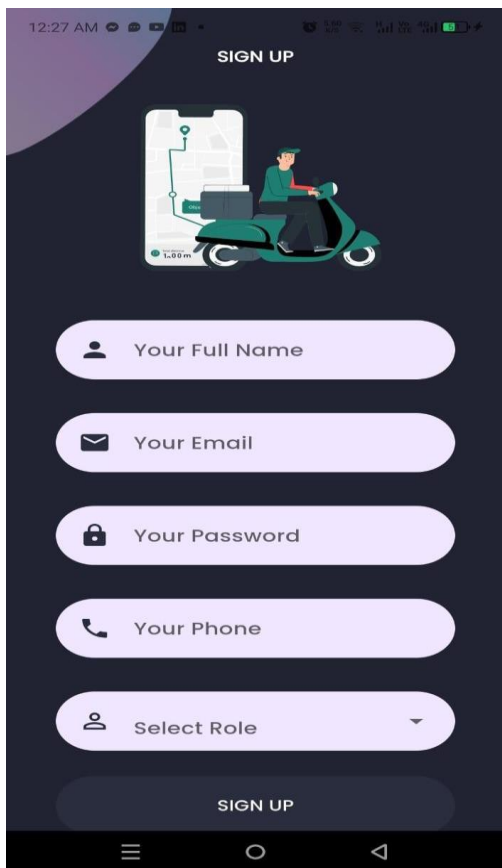 12:27 AM
SIGN UP
Your Full Name
Your Email
Your Password
Your Phone
Select Role
SIGN UP